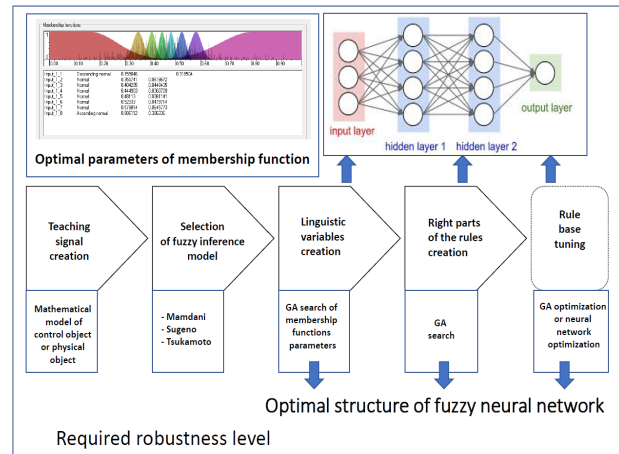 Membership functions
Input_1_1 Descending normal
Input_1_2 Normal
Input_1_3 Normal
Input_1_4 Normal
Input_1_5 Normal
Input_1_6 Normal
Input_1_7 Normal
Input_1_8 Ascending normal
Optimal parameters of membership function
input layer
hidden layer 1 hidden layer 2
output layer
Teaching
signal
creation
Selection
of fuzzy inference
model
Linguistic
variables
creation
Right parts
of the rules
creation
Rule
base
tuning
Mathematical
model of
control object
or physical
object
- Mamdani
- Sugeno
- Tsukamoto
GA search of
membership
functions
parameters
GA
search
GA optimization
or neural
network
optimization
Optimal structure of fuzzy neural network
Required robustness level